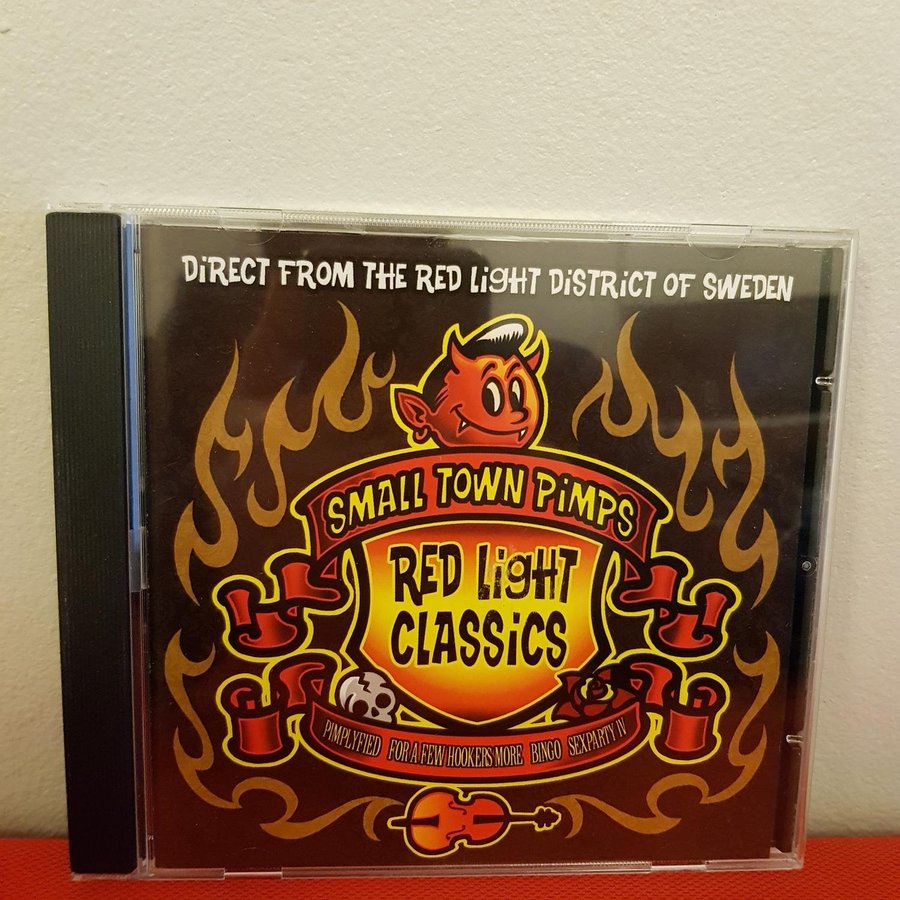 DiRECT FROM THE RED LiGHT DiSTRiCT OF SWEDEN
SMALL TOWN PiMPS
RED LiGHT
CLASSiCS
PIMPLYFIED FOR A FEW HOOKERS MORE BINGO SEXPARTY IV